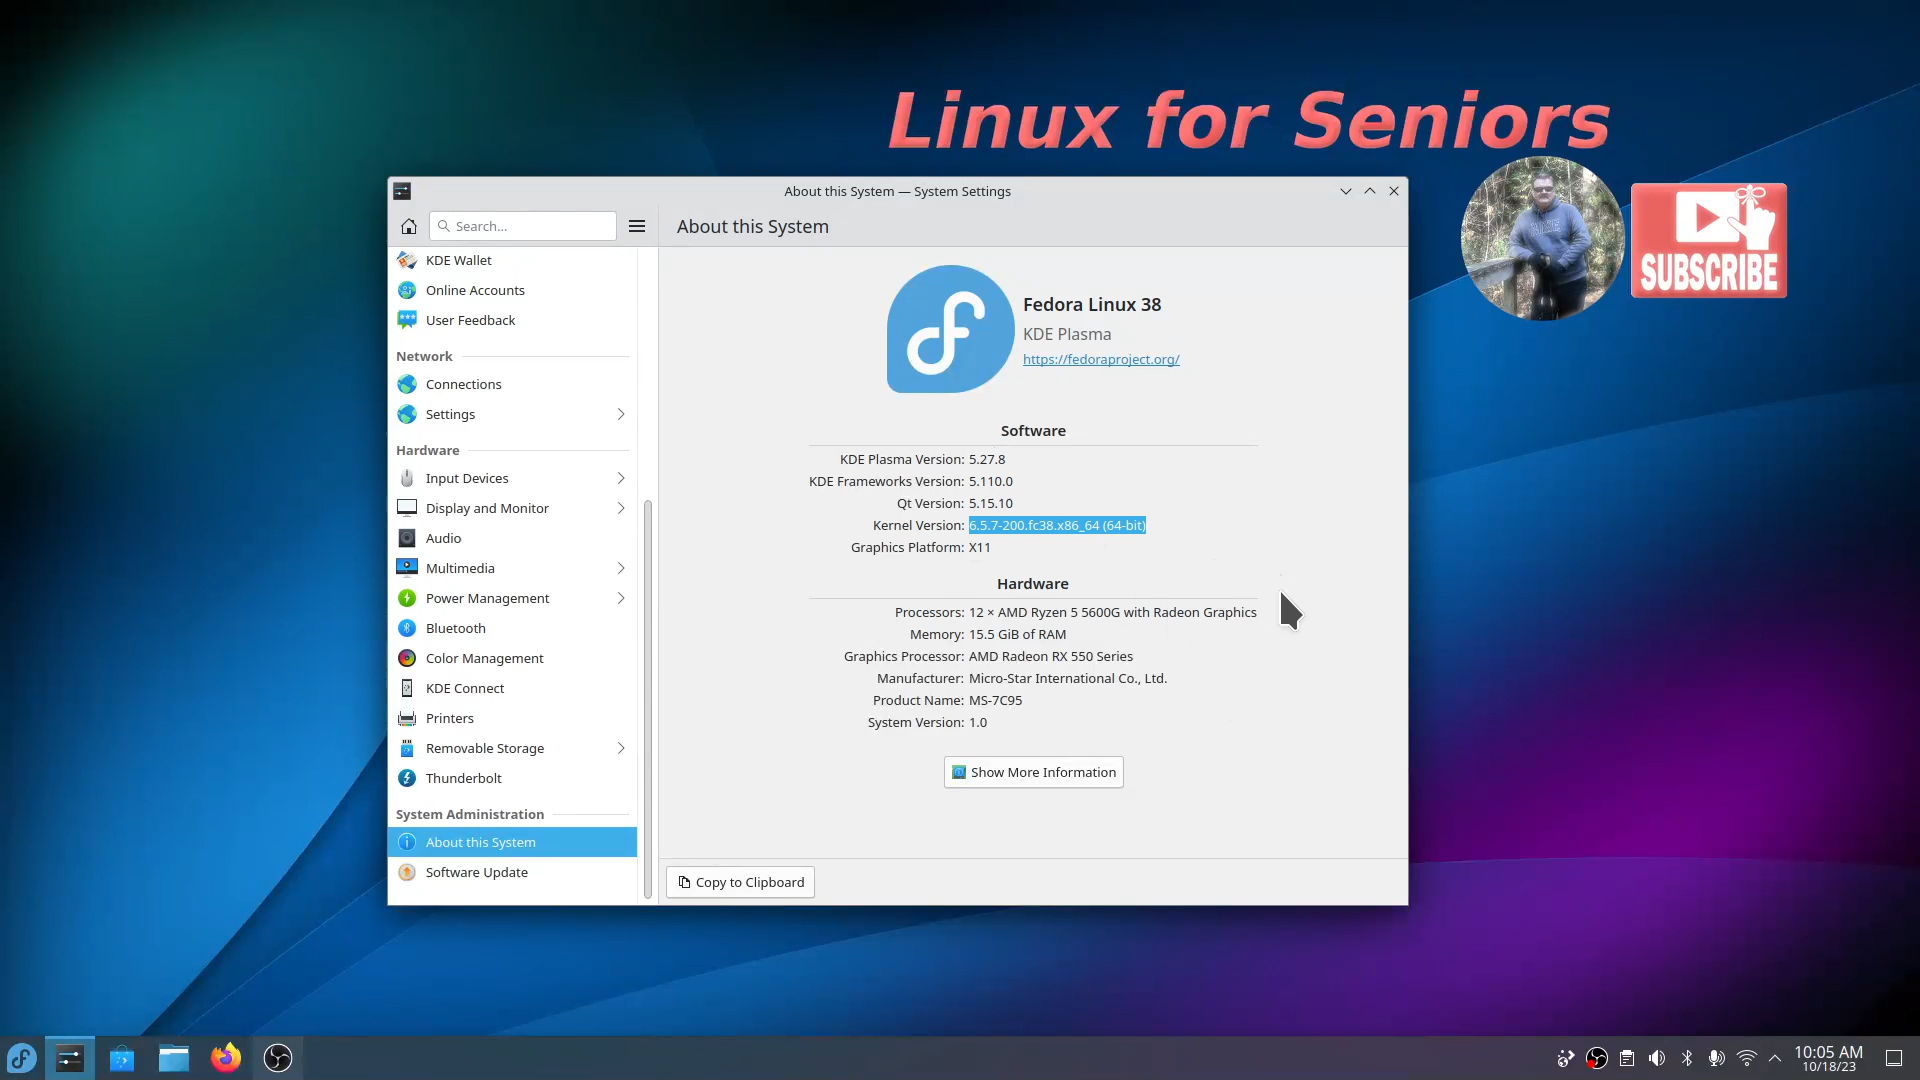 Linux for Seniors
SUBSCRIBE
About this System — System Settings
Search...
About this System
KDE Wallet
Online Accounts
User Feedback
Network
Connections
Settings
Hardware
Input Devices
Display and Monitor
Audio
Multimedia
Power Management
Bluetooth
Color Management
KDE Connect
Printers
Removable Storage
Thunderbolt
System Administration
About this System
Software Update
Fedora Linux 38
KDE Plasma
https://fedoraproject.org/
Software
KDE Plasma Version: 5.27.8
KDE Frameworks Version: 5.110.0
Qt Version: 5.15.10
Kernel Version: 6.5.7-200.fc38.x86_64 (64-bit)
Graphics Platform: X11
Hardware
Processors: 12 × AMD Ryzen 5 5600G with Radeon Graphics
Memory: 15.5 GiB of RAM
Graphics Processor: AMD Radeon RX 550 Series
Manufacturer: Micro-Star International Co., Ltd.
Product Name: MS-7C95
System Version: 1.0
Show More Information
Copy to Clipboard
10:05 AM
10/18/23